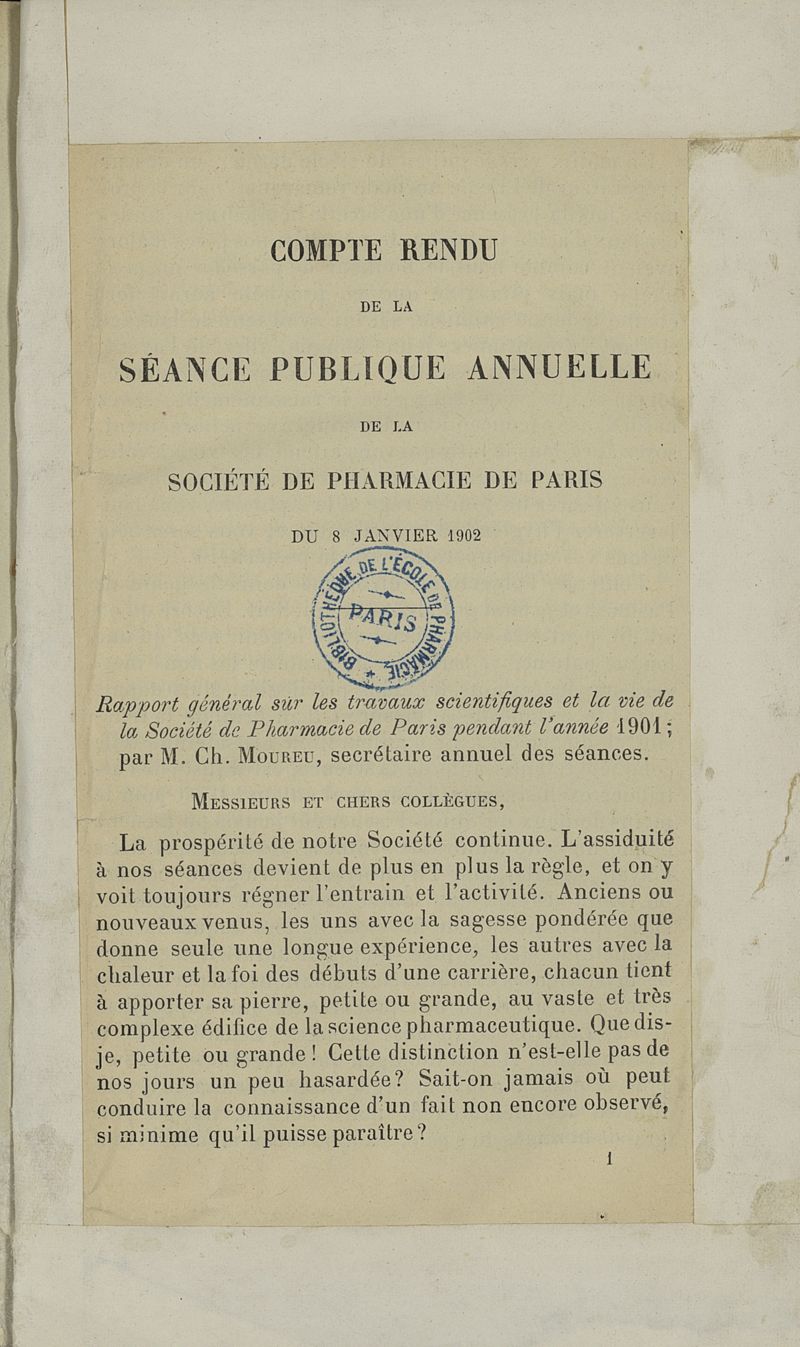 COMPTE RENDU
DE LA
SÉANCE PUBLIQUE ANNUELLE
DE LA
SOCIÉTÉ DE PHARMACIE DE PARIS
DU 8 JANVIER 1902
BIBLIOTHÈQUE DE L'ÉCOLE DE PHARMACIE
PARIS
Rapport général sur les travaux scientifiques et la vie de
la Société de Pharmacie de Paris pendant l'année 1901 ;
par M. Ch. MOUREU, secrétaire annuel des séances.
MESSIEURS ET CHERS COLLÈGUES,
La prospérité de notre Société continue. L'assiduité
à nos séances devient de plus en plus la règle, et on y
voit toujours régner l'entrain et l'activité. Anciens ou
nouveaux venus, les uns avec la sagesse pondérée que
donne seule une longue expérience, les autres avec la
chaleur et la foi des débuts d'une carrière, chacun tient
à apporter sa pierre, petite ou grande, au vaste et très
complexe édifice de la science pharmaceutique. Que dis-
je, petite ou grande ! Cette distinction n'est-elle pas de
nos jours un peu hasardée? Sait-on jamais où peut
conduire la connaissance d'un fait non encore observé,
si minime qu'il puisse paraître ?
1